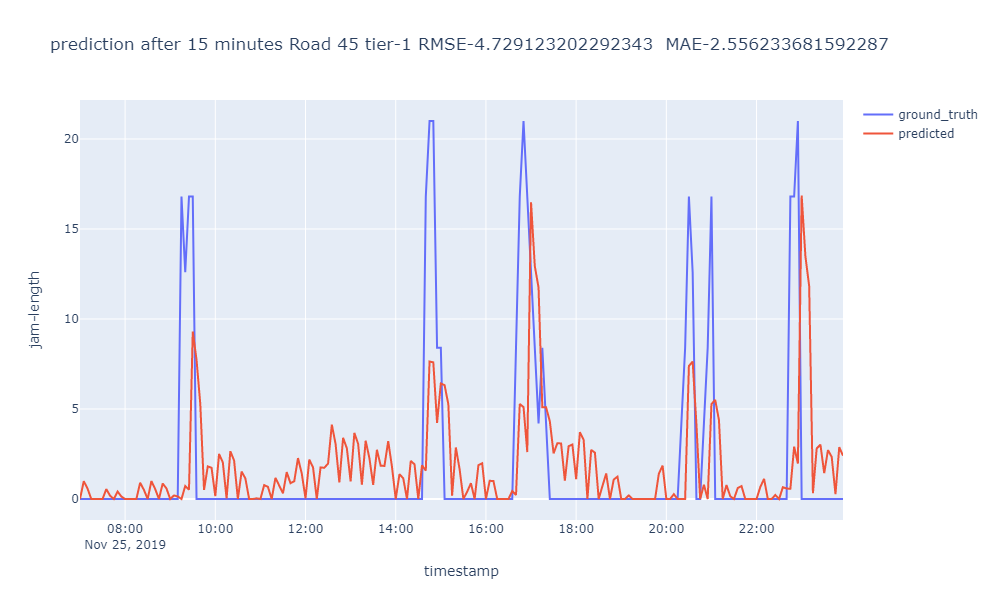 prediction after 15 minutes Road 45 tier-1 RMSE-4.729123202292343  MAE-2.556233681592287
ground_truth
predicted
20
15
10
5
0
jam-length
08:00 10:00 12:00 14:00 16:00 18:00 20:00 22:00
Nov 25, 2019
timestamp